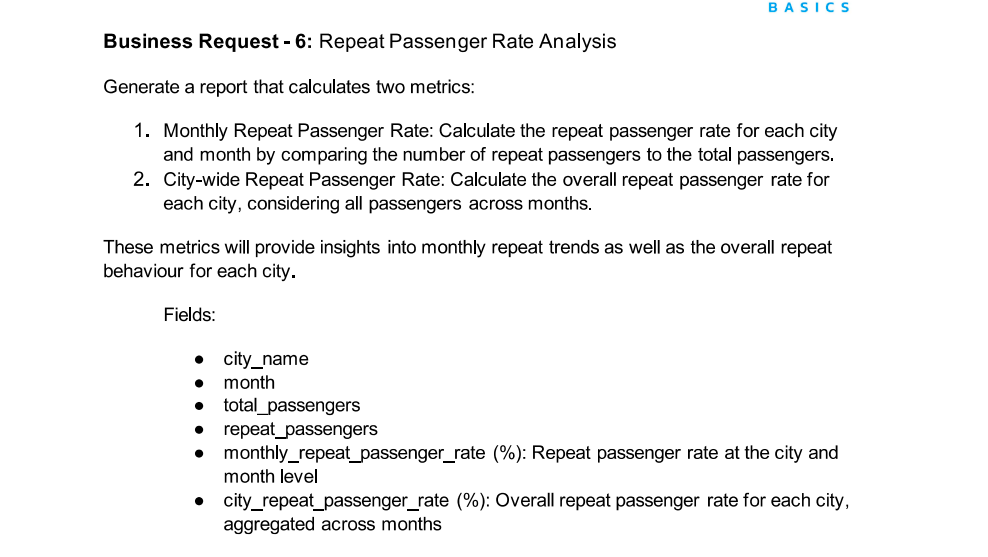 BASICS
Business Request - 6: Repeat Passenger Rate Analysis
Generate a report that calculates two metrics:
1. Monthly Repeat Passenger Rate: Calculate the repeat passenger rate for each city
and month by comparing the number of repeat passengers to the total passengers.
2. City-wide Repeat Passenger Rate: Calculate the overall repeat passenger rate for
each city, considering all passengers across months.
These metrics will provide insights into monthly repeat trends as well as the overall repeat
behaviour for each city.
Fields:
● city_name
● month
● total_passengers
● repeat_passengers
● monthly_repeat_passenger_rate (%): Repeat passenger rate at the city and
month level
● city_repeat_passenger_rate (%): Overall repeat passenger rate for each city,
aggregated across months